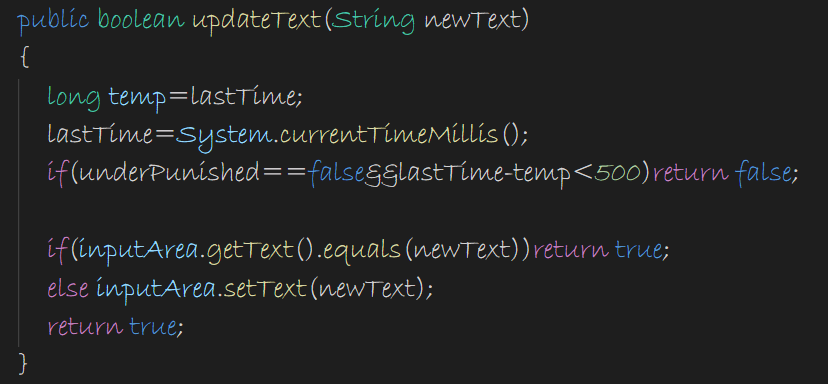 public boolean updateText(String newText)
{
long temp=lastTime;
lastTime=System.currentTimeMillis();
if(underPunished==false&&lastTime-temp<500)return false;
if(inputArea.getText().equals(newText))return true;
else inputArea.setText(newText);
return true;
}